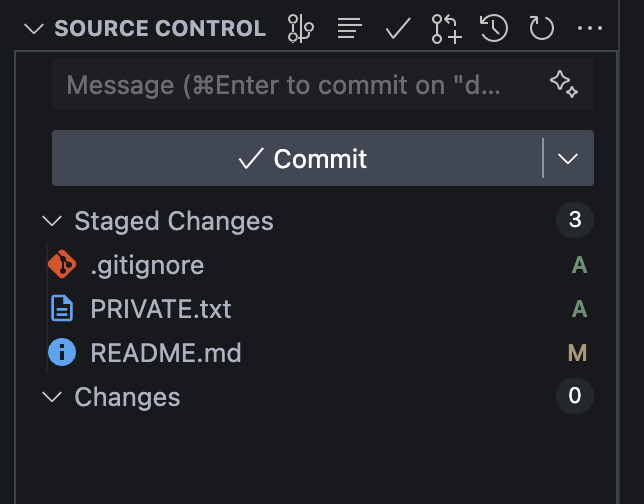 SOURCE CONTROL
Message (⌘Enter to commit on "d...
Commit
Staged Changes 3
.gitignore A
PRIVATE.txt A
README.md M
Changes 0